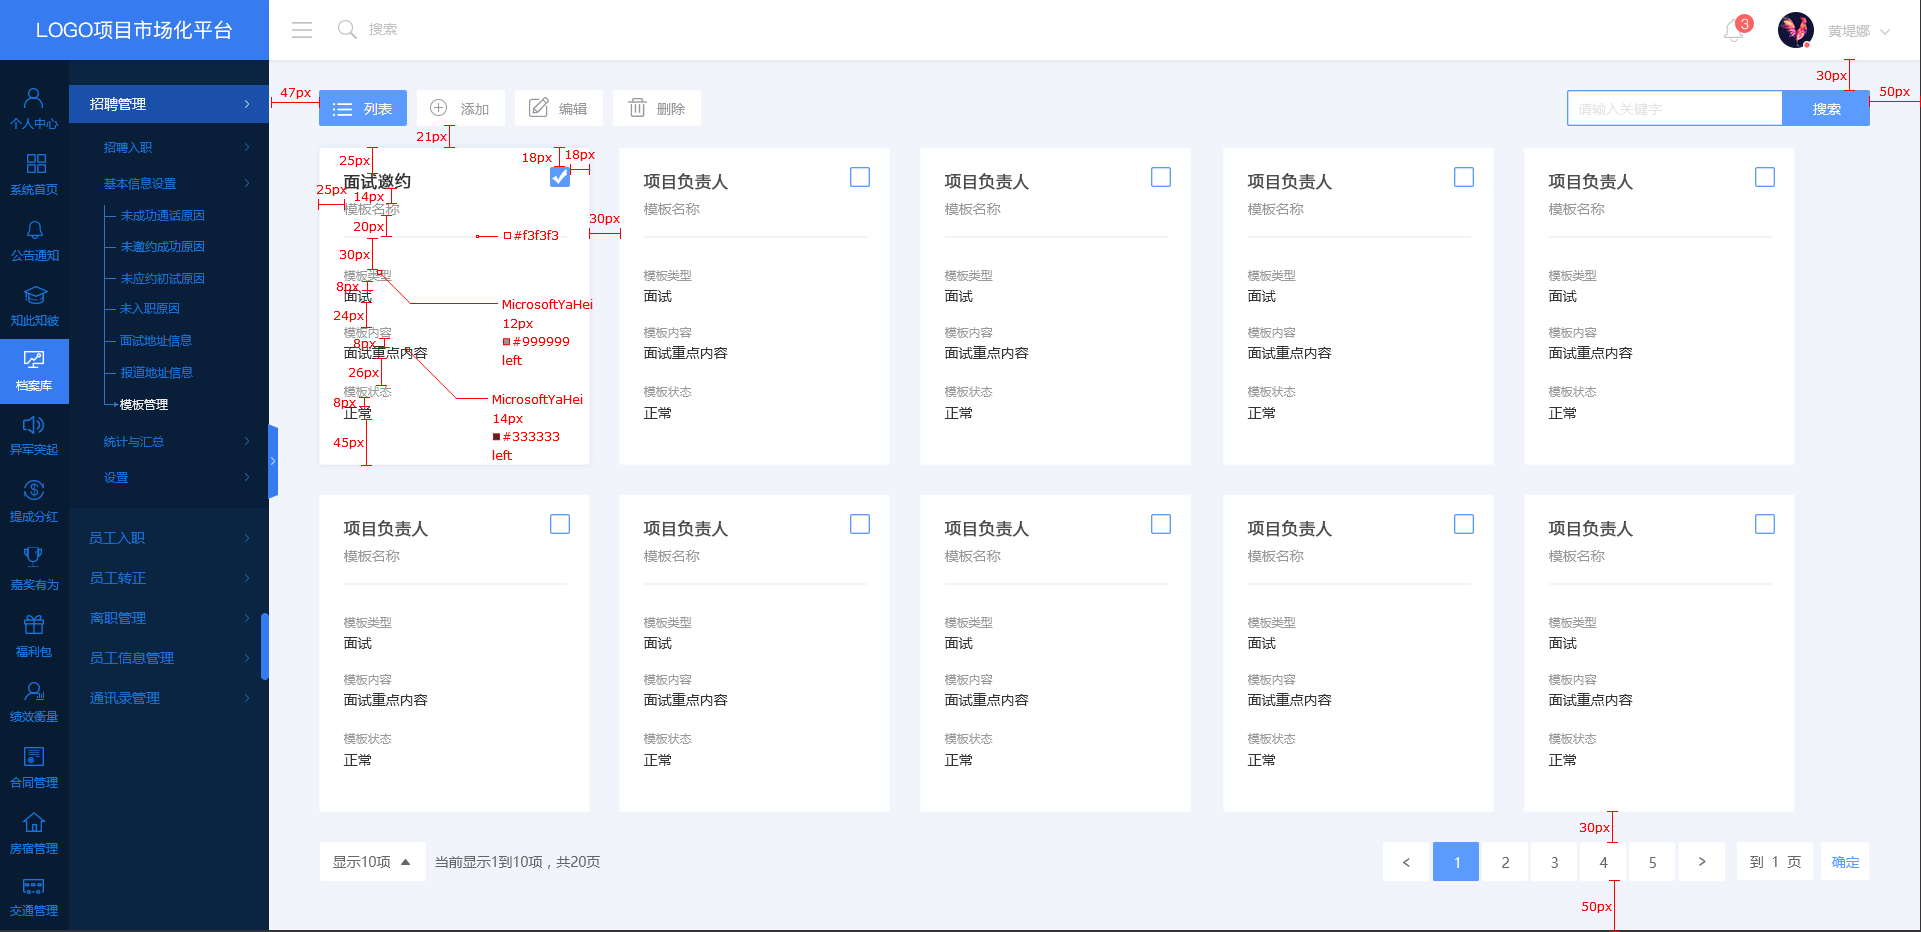 LOGO项目市场化平台
搜索
3
黄堤娜
个人中心
系统首页
公告通知
知此知彼
档案库
异军突起
提成分红
嘉奖有为
福利包
绩效衡量
合同管理
房宿管理
交通管理
招聘管理
招聘入职
基本信息设置
未成功通话原因
未邀约成功原因
未应约初试原因
未入职原因
面试地址信息
报道地址信息
模板管理
统计与汇总
设置
员工入职
员工转正
离职管理
员工信息管理
通讯录管理
47px
列表
添加
编辑
删除
请输入关键字
搜索
30px
50px
21px
25px
18px
18px
面试邀约
25px
14px
模板名称
20px
#f3f3f3
30px
30px
模板类型
8px
面试
24px
MicrosoftYaHei
12px
#999999
left
模板内容
8px
面试重点内容
26px
模板状态
8px
正常
45px
MicrosoftYaHei
14px
#333333
left
项目负责人
模板名称
模板类型
面试
模板内容
面试重点内容
模板状态
正常
项目负责人
模板名称
模板类型
面试
模板内容
面试重点内容
模板状态
正常
项目负责人
模板名称
模板类型
面试
模板内容
面试重点内容
模板状态
正常
项目负责人
模板名称
模板类型
面试
模板内容
面试重点内容
模板状态
正常
项目负责人
模板名称
模板类型
面试
模板内容
面试重点内容
模板状态
正常
项目负责人
模板名称
模板类型
面试
模板内容
面试重点内容
模板状态
正常
项目负责人
模板名称
模板类型
面试
模板内容
面试重点内容
模板状态
正常
项目负责人
模板名称
模板类型
面试
模板内容
面试重点内容
模板状态
正常
项目负责人
模板名称
模板类型
面试
模板内容
面试重点内容
模板状态
正常
30px
显示10项
当前显示1到10项，共20页
< 1 2 3 4 5 >
到 1 页
确定
50px